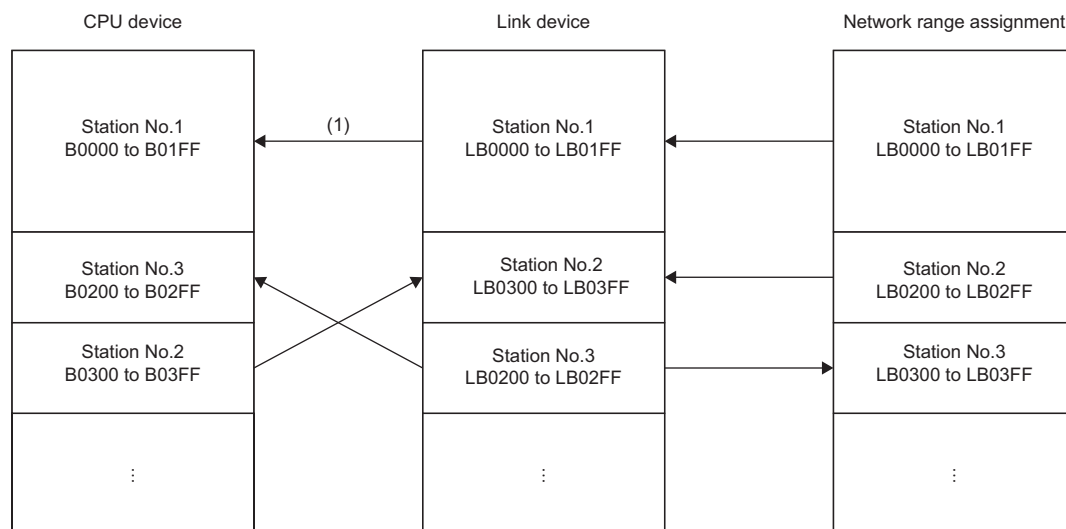 CPU device
Link device
Network range assignment
Station No.1
B0000 to B01FF
(1)
Station No.1
LB0000 to LB01FF
Station No.1
LB0000 to LB01FF
Station No.3
B0200 to B02FF
Station No.2
LB0300 to LB03FF
Station No.2
LB0200 to LB02FF
Station No.2
B0300 to B03FF
Station No.3
LB0200 to LB02FF
Station No.3
LB0300 to LB03FF
⋮
⋮
⋮